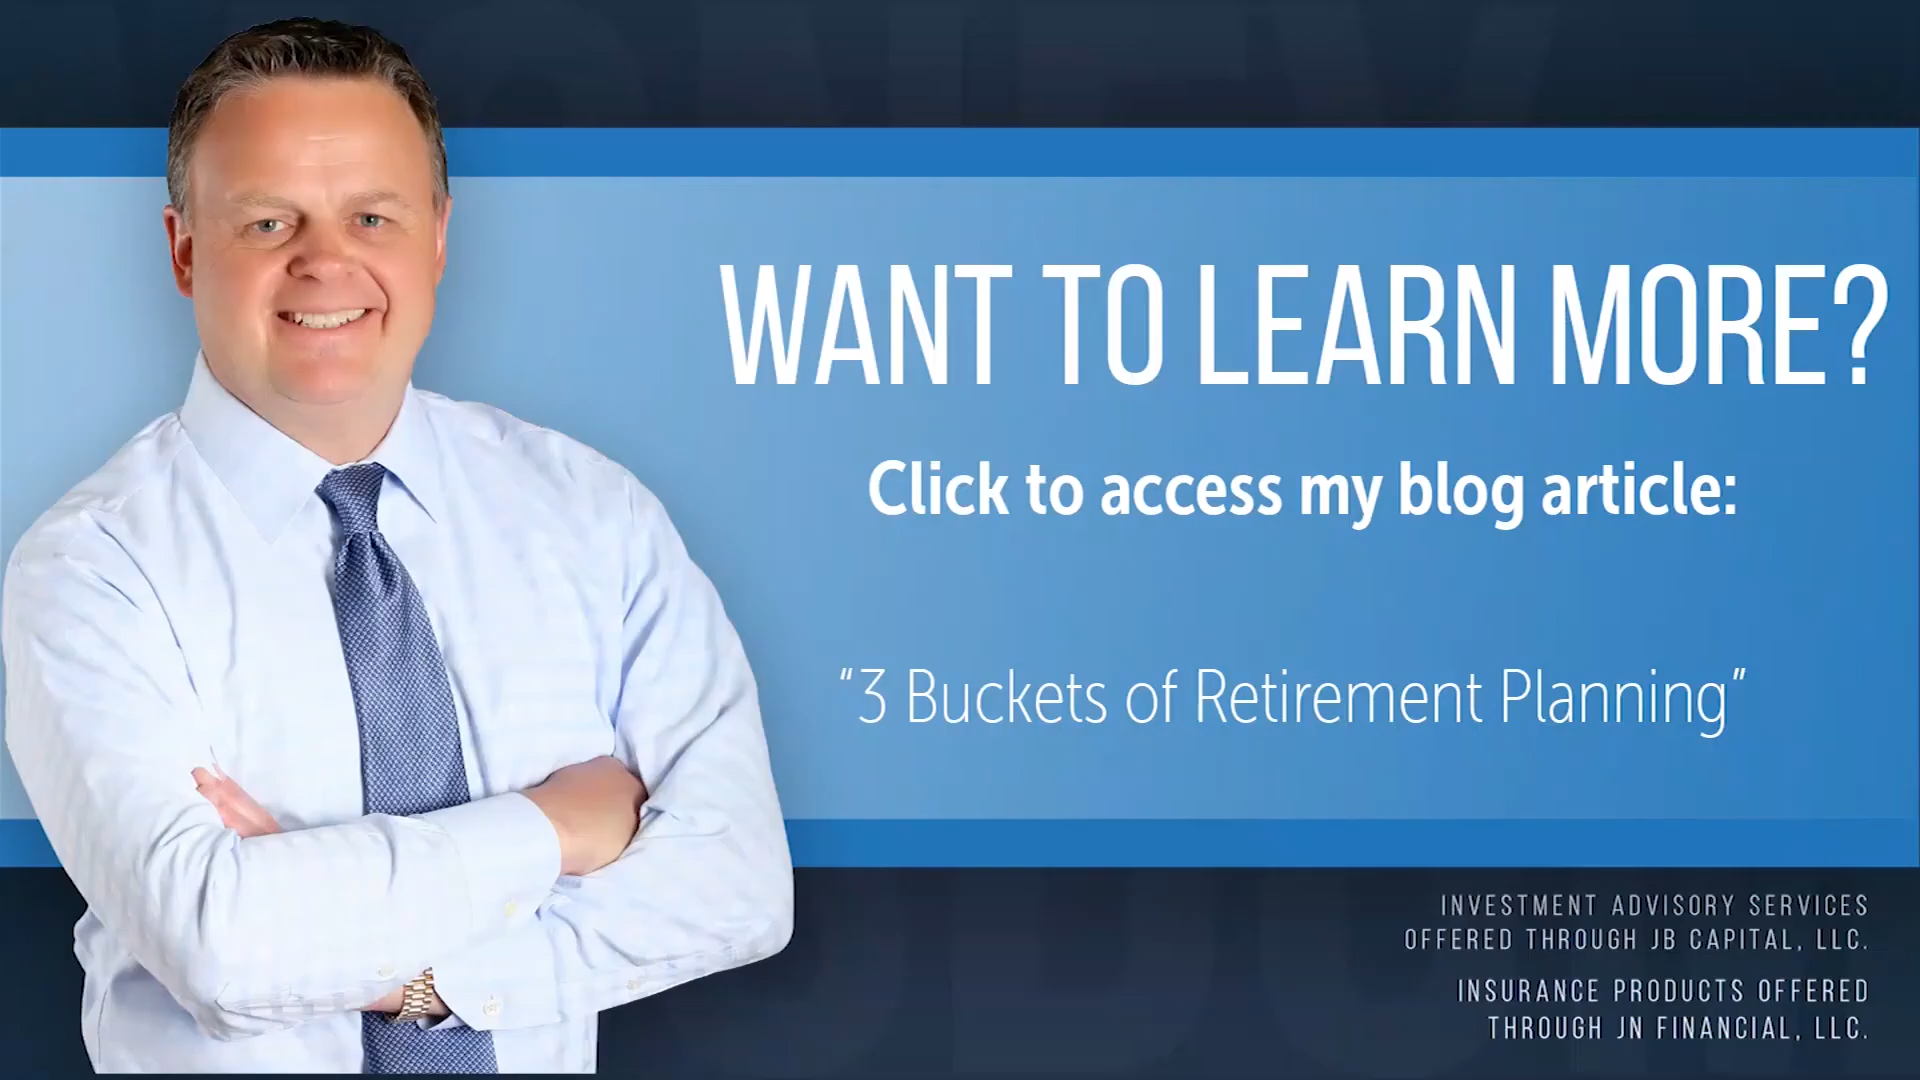 WANT TO LEARN MORE?
Click to access my blog article:
“3 Buckets of Retirement Planning”
INVESTMENT ADVISORY SERVICES
OFFERED THROUGH JB CAPITAL, LLC.
INSURANCE PRODUCTS OFFERED
THROUGH JN FINANCIAL, LLC.